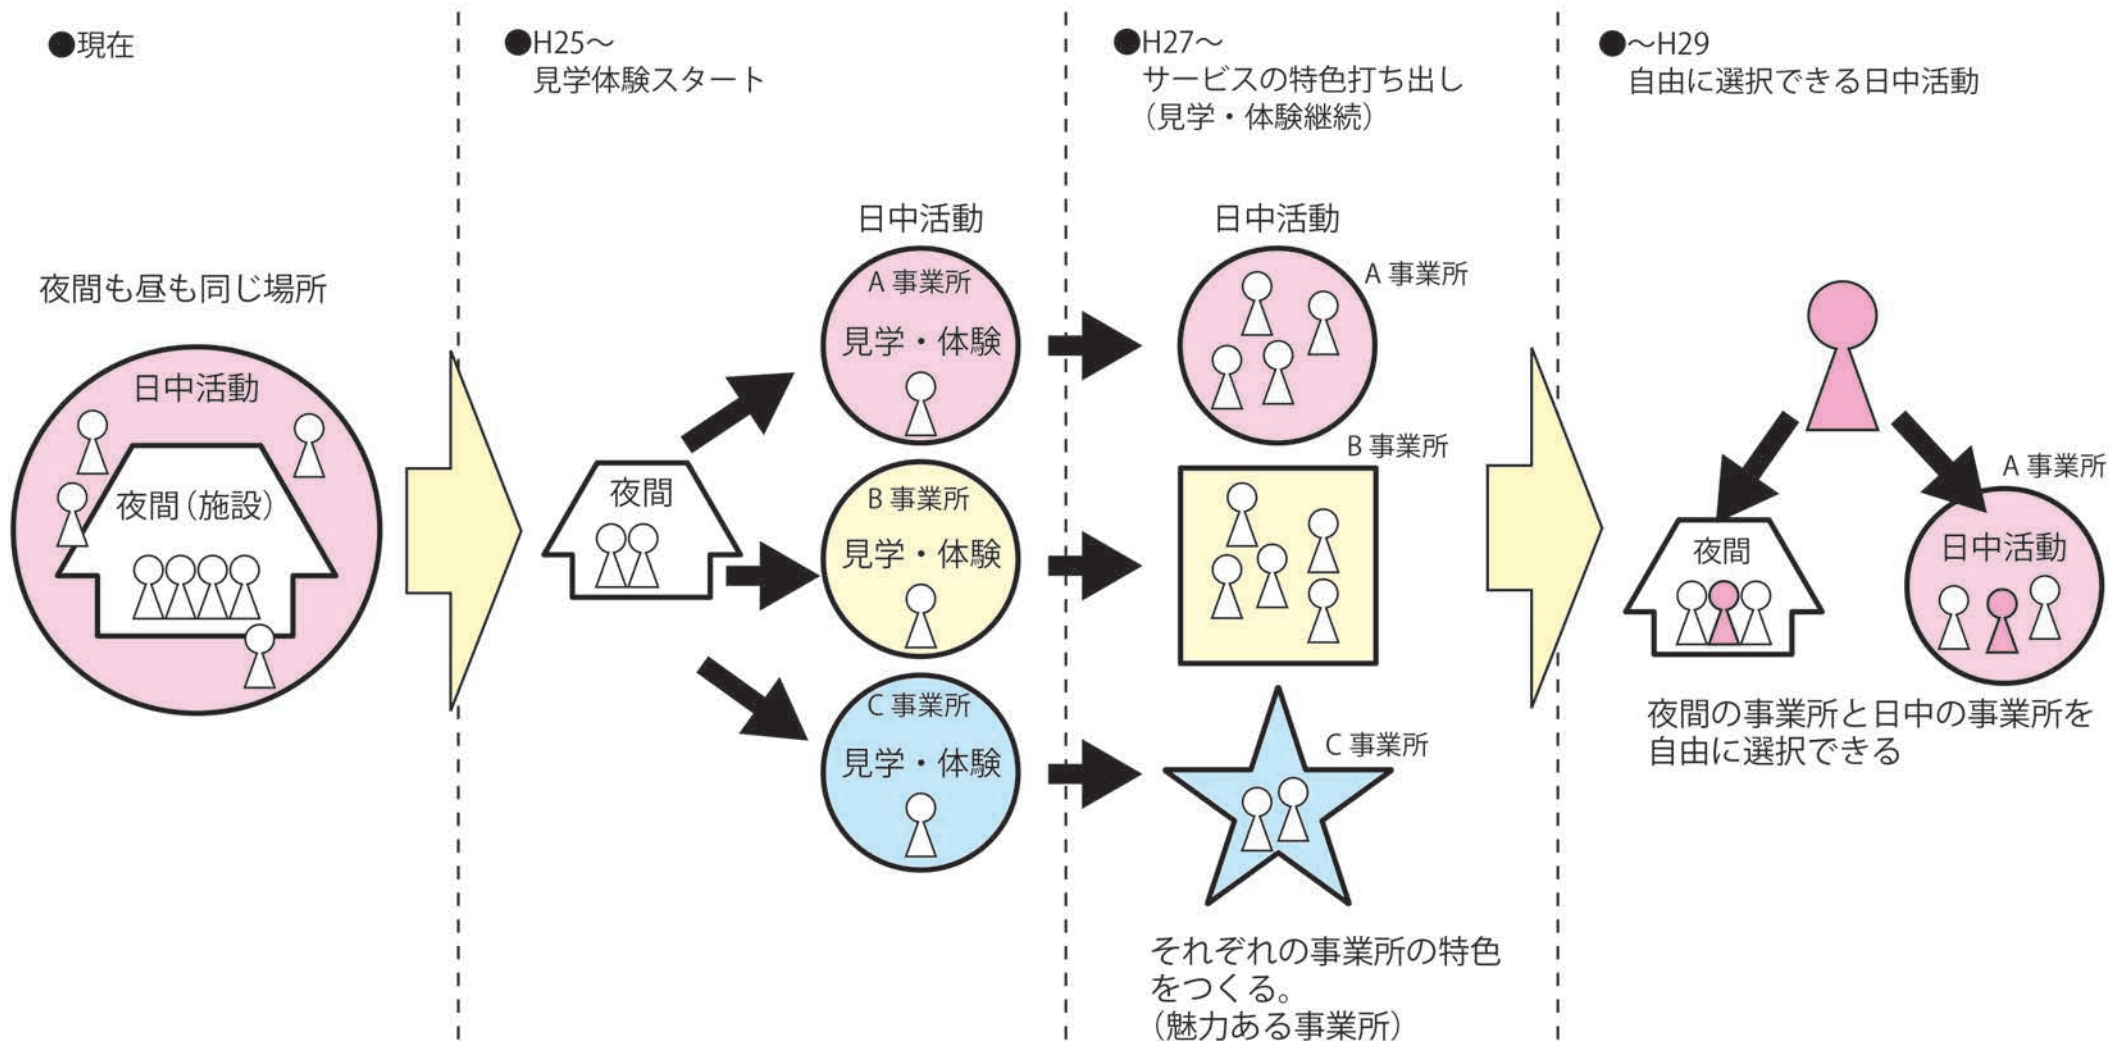 ●現在
夜間も昼も同じ場所
日中活動
夜間（施設）
●H25～
見学体験スタート
日中活動
A 事業所
見学・体験
夜間
B 事業所
見学・体験
C 事業所
見学・体験
●H27～
サービスの特色打ち出し
（見学・体験継続）
日中活動
A 事業所
B 事業所
C 事業所
それぞれの事業所の特色
をつくる。
（魅力ある事業所）
●～H29
自由に選択できる日中活動
A 事業所
夜間
日中活動
夜間の事業所と日中の事業所を
自由に選択できる